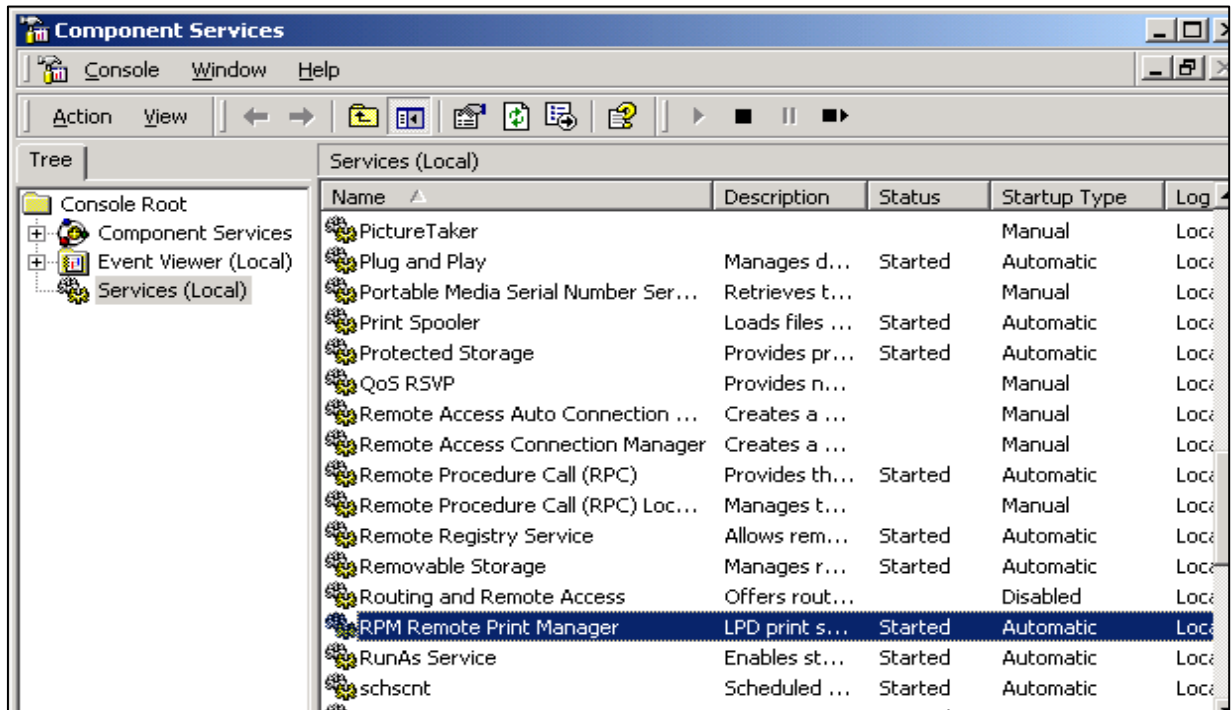 Component Services
Console Window Help
Action View
Tree
Services (Local)
Console Root
Component Services
Event Viewer (Local)
Services (Local)
Name Description Status Startup Type Log
PictureTaker Manual Loca
Plug and Play Manages d... Started Automatic Loca
Portable Media Serial Number Ser... Retrieves t... Manual Loca
Print Spooler Loads files ... Started Automatic Loca
Protected Storage Provides pr... Started Automatic Loca
QoS RSVP Provides n... Manual Loca
Remote Access Auto Connection ... Creates a ... Manual Loca
Remote Access Connection Manager Creates a ... Manual Loca
Remote Procedure Call (RPC) Provides th... Started Automatic Loca
Remote Procedure Call (RPC) Loc... Manages t... Manual Loca
Remote Registry Service Allows rem... Started Automatic Loca
Removable Storage Manages r... Started Automatic Loca
Routing and Remote Access Offers rout... Disabled Loca
RPM Remote Print Manager LPD print s... Started Automatic Loca
RunAs Service Enables st... Started Automatic Loca
schscnt Scheduled ... Started Automatic Loca